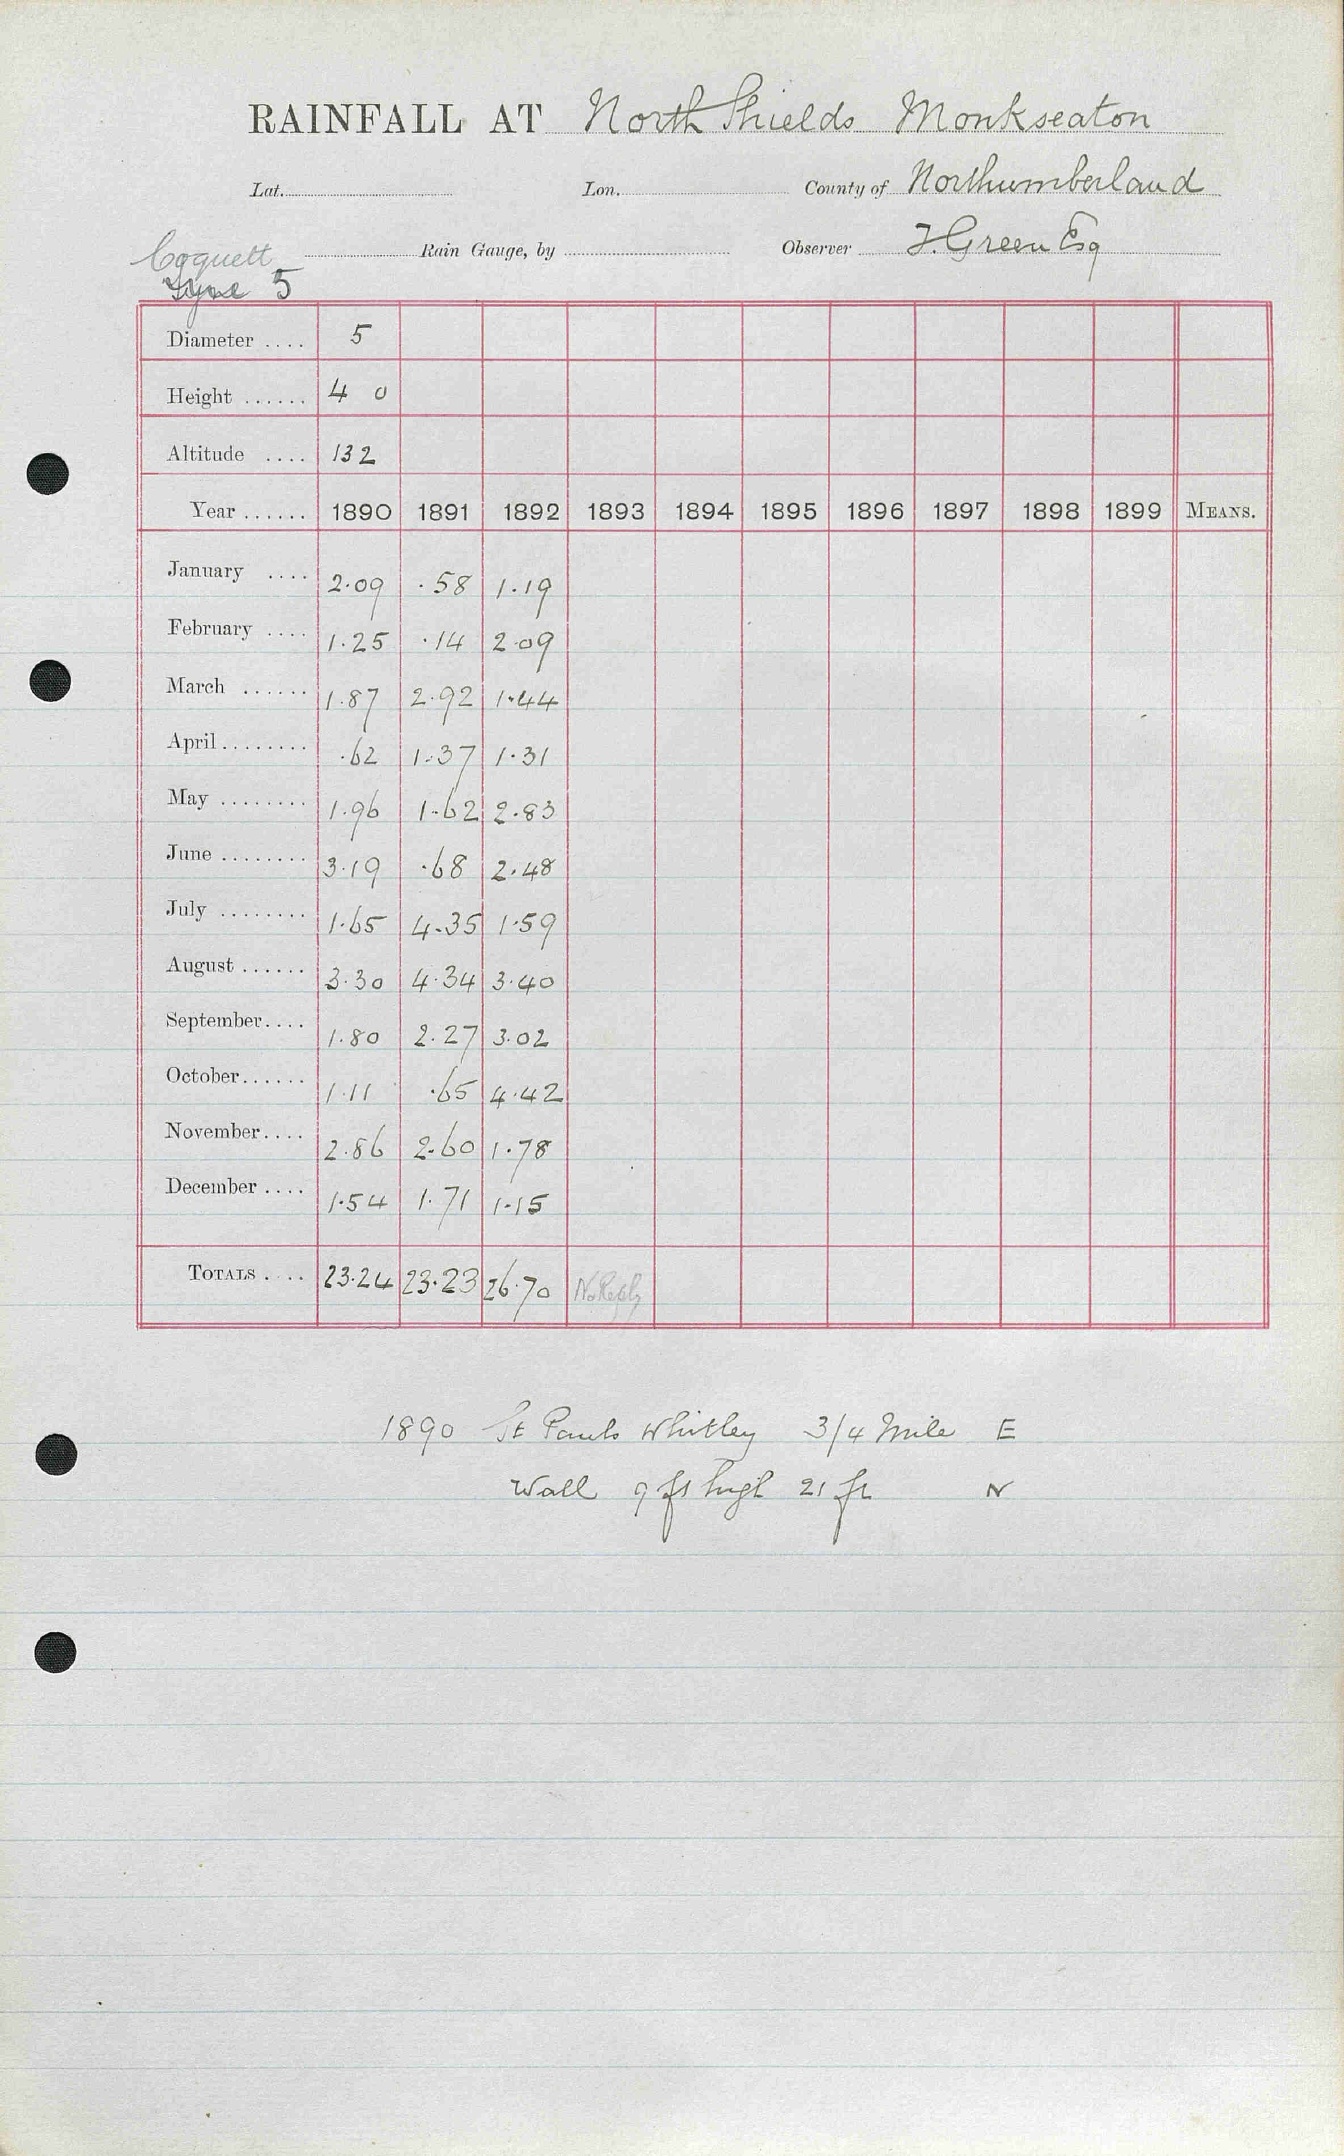 RAINFALL AT North Shields Monkseaton
Lat. Lon. County of Northumberland
Coquett Rain Gauge, by Observer J. Green Esq
Tyne 5
Diameter .... 5
Height ...... 4 0
Altitude .... 132
Year ...... 1890 1891 1892 1893 1894 1895 1896 1897 1898 1899 MEANS.
January .... 2.09 .58 1.19
February .... 1.25 .14 2.09
March ...... 1.87 2.92 1.44
April ........ .62 1.37 1.31
May ........ 1.96 1.62 2.83
June ........ 3.19 .68 2.48
July ........ 1.65 4.35 1.59
August ...... 3.30 4.34 3.40
September .... 1.80 2.27 3.02
October ...... 1.11 .65 4.42
November .... 2.86 2.60 1.78
December .... 1.54 1.71 1.15
TOTALS .... 23.24 23.23 26.70 No Reply
1890 St Pauls Whitley 3/4 Mile E
Wall 9 ft high 21 ft N